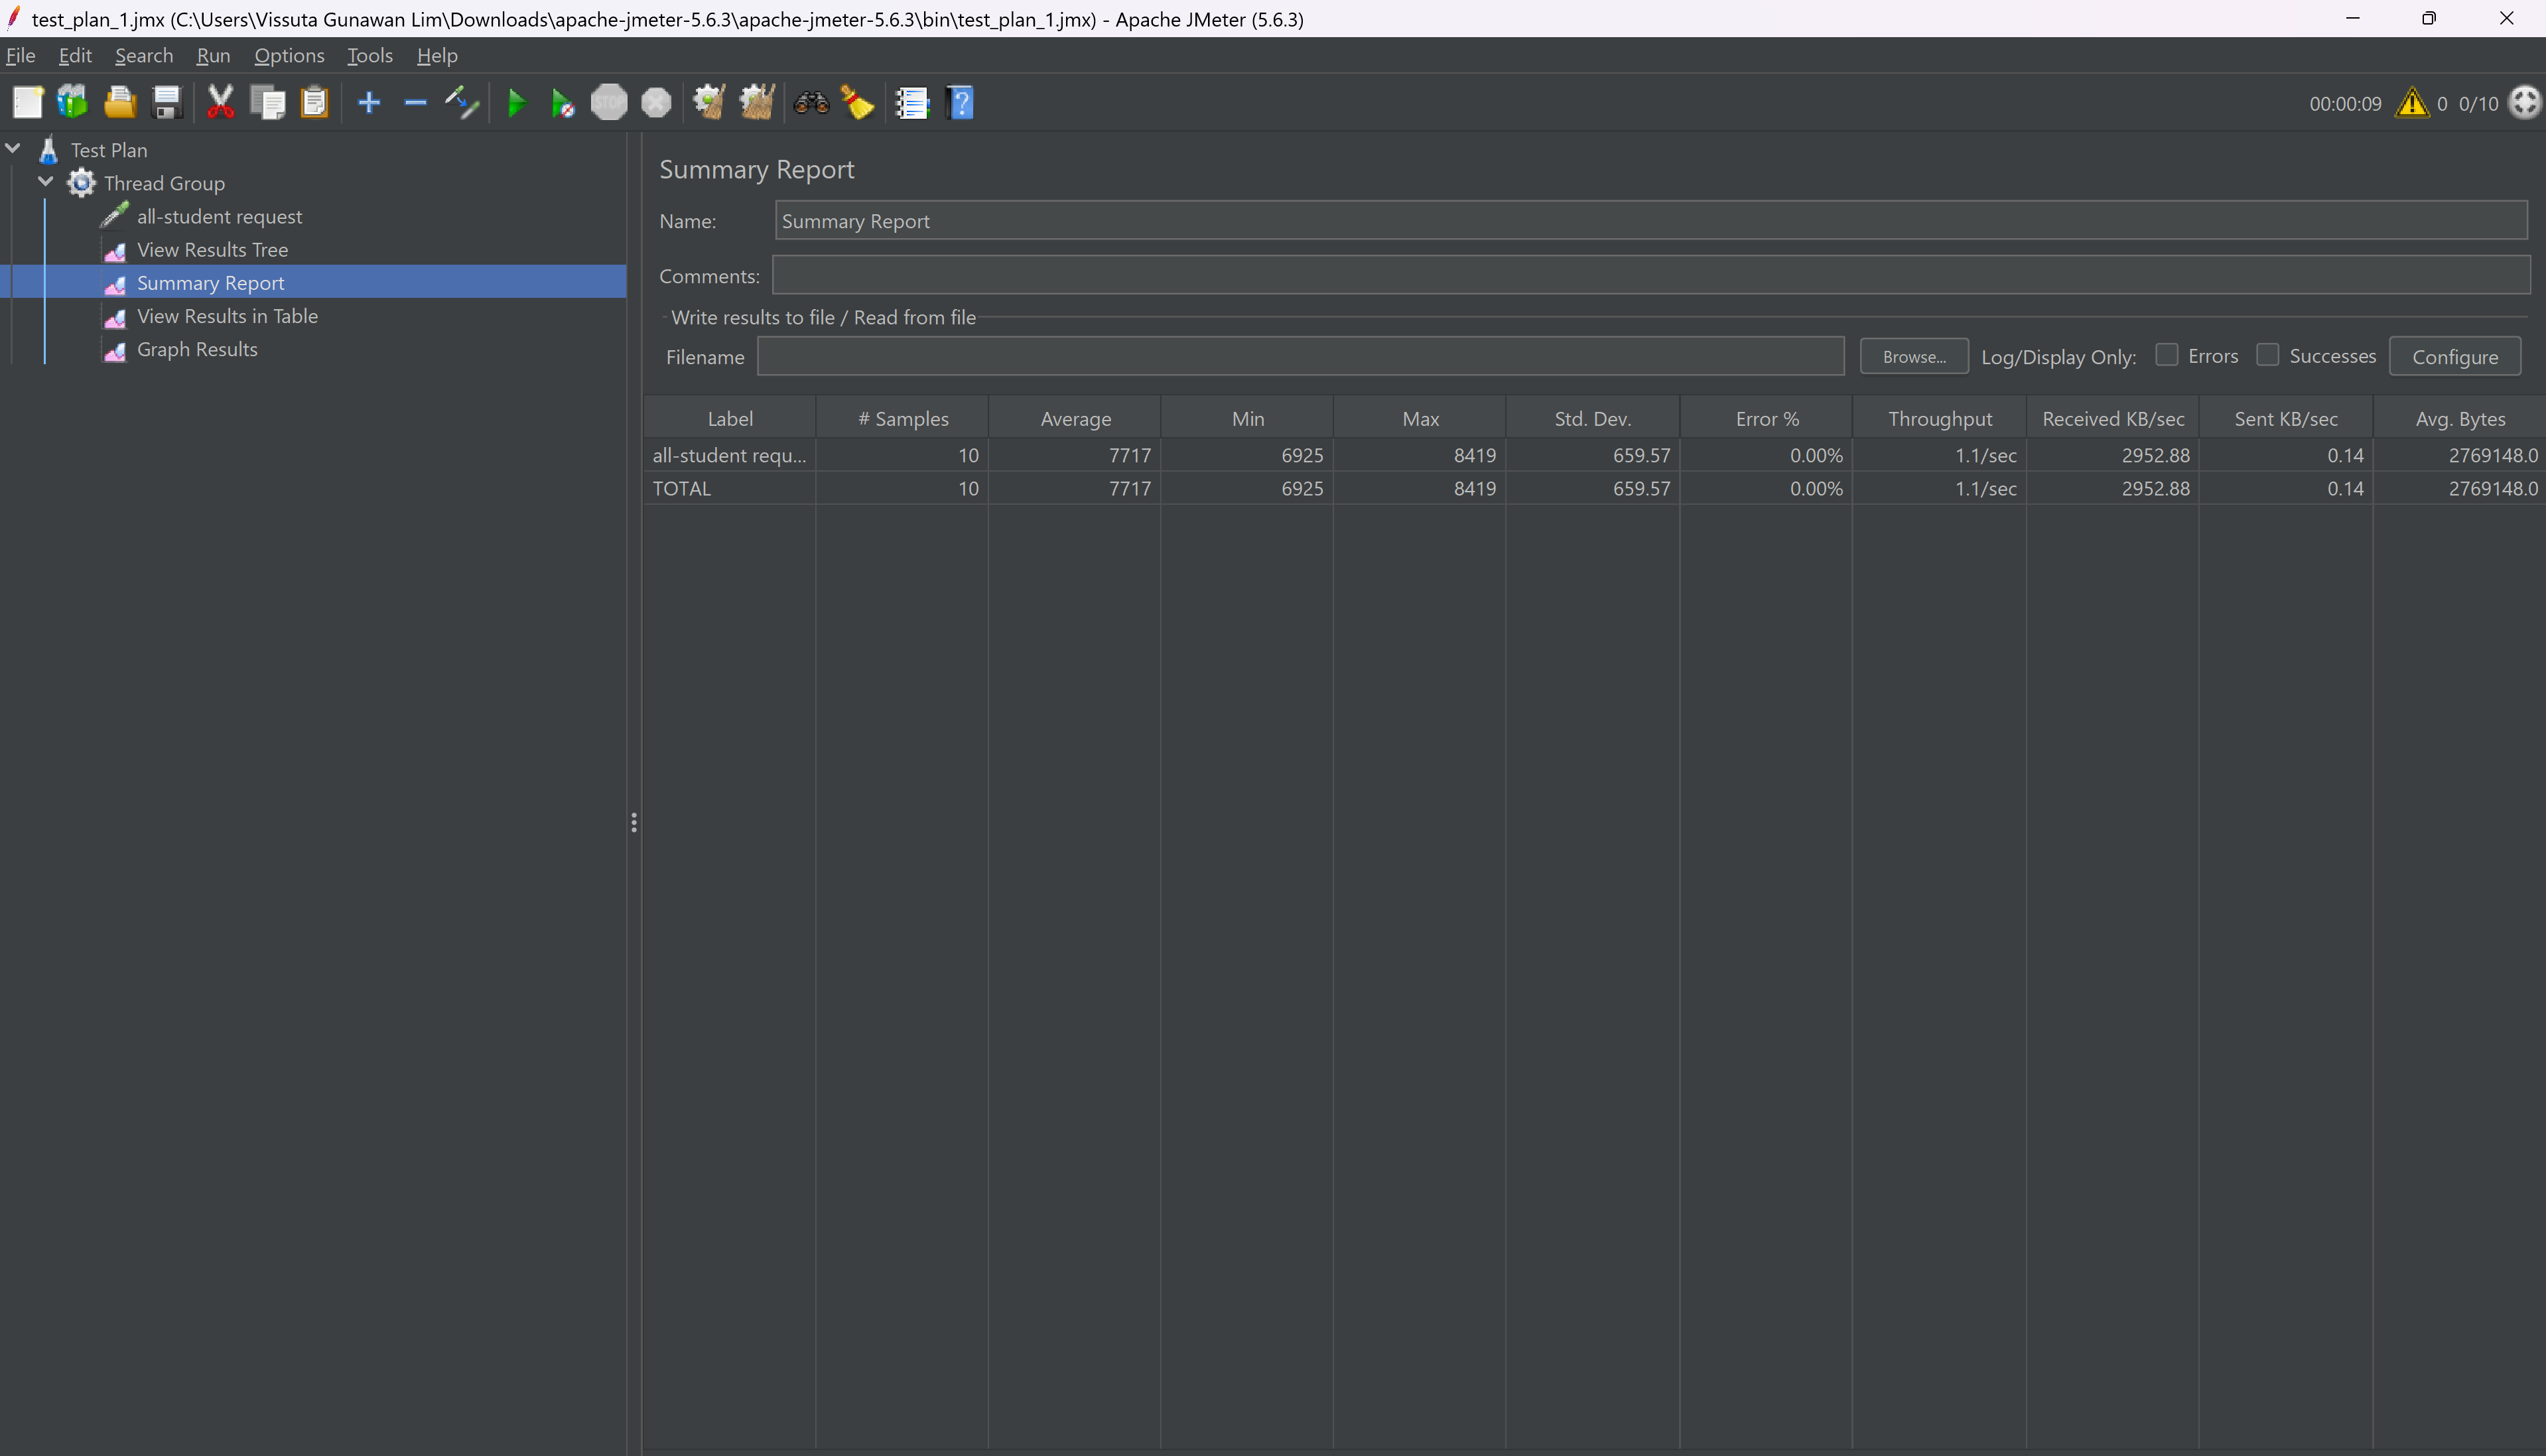 test_plan_1.jmx (C:\Users\Vissuta Gunawan Lim\Downloads\apache-jmeter-5.6.3\apache-jmeter-5.6.3\bin\test_plan_1.jmx) - Apache JMeter (5.6.3)
File Edit Search Run Options Tools Help
STOP 00:00:09 0 0/10
Test Plan
Thread Group
all-student request
View Results Tree
Summary Report
View Results in Table
Graph Results
Summary Report
Name: Summary Report
Comments:
Write results to file / Read from file
Filename Browse... Log/Display Only: Errors Successes Configure
Label # Samples Average Min Max Std. Dev. Error % Throughput Received KB/sec Sent KB/sec Avg. Bytes
all-student requ... 10 7717 6925 8419 659.57 0.00% 1.1/sec 2952.88 0.14 2769148.0
TOTAL 10 7717 6925 8419 659.57 0.00% 1.1/sec 2952.88 0.14 2769148.0